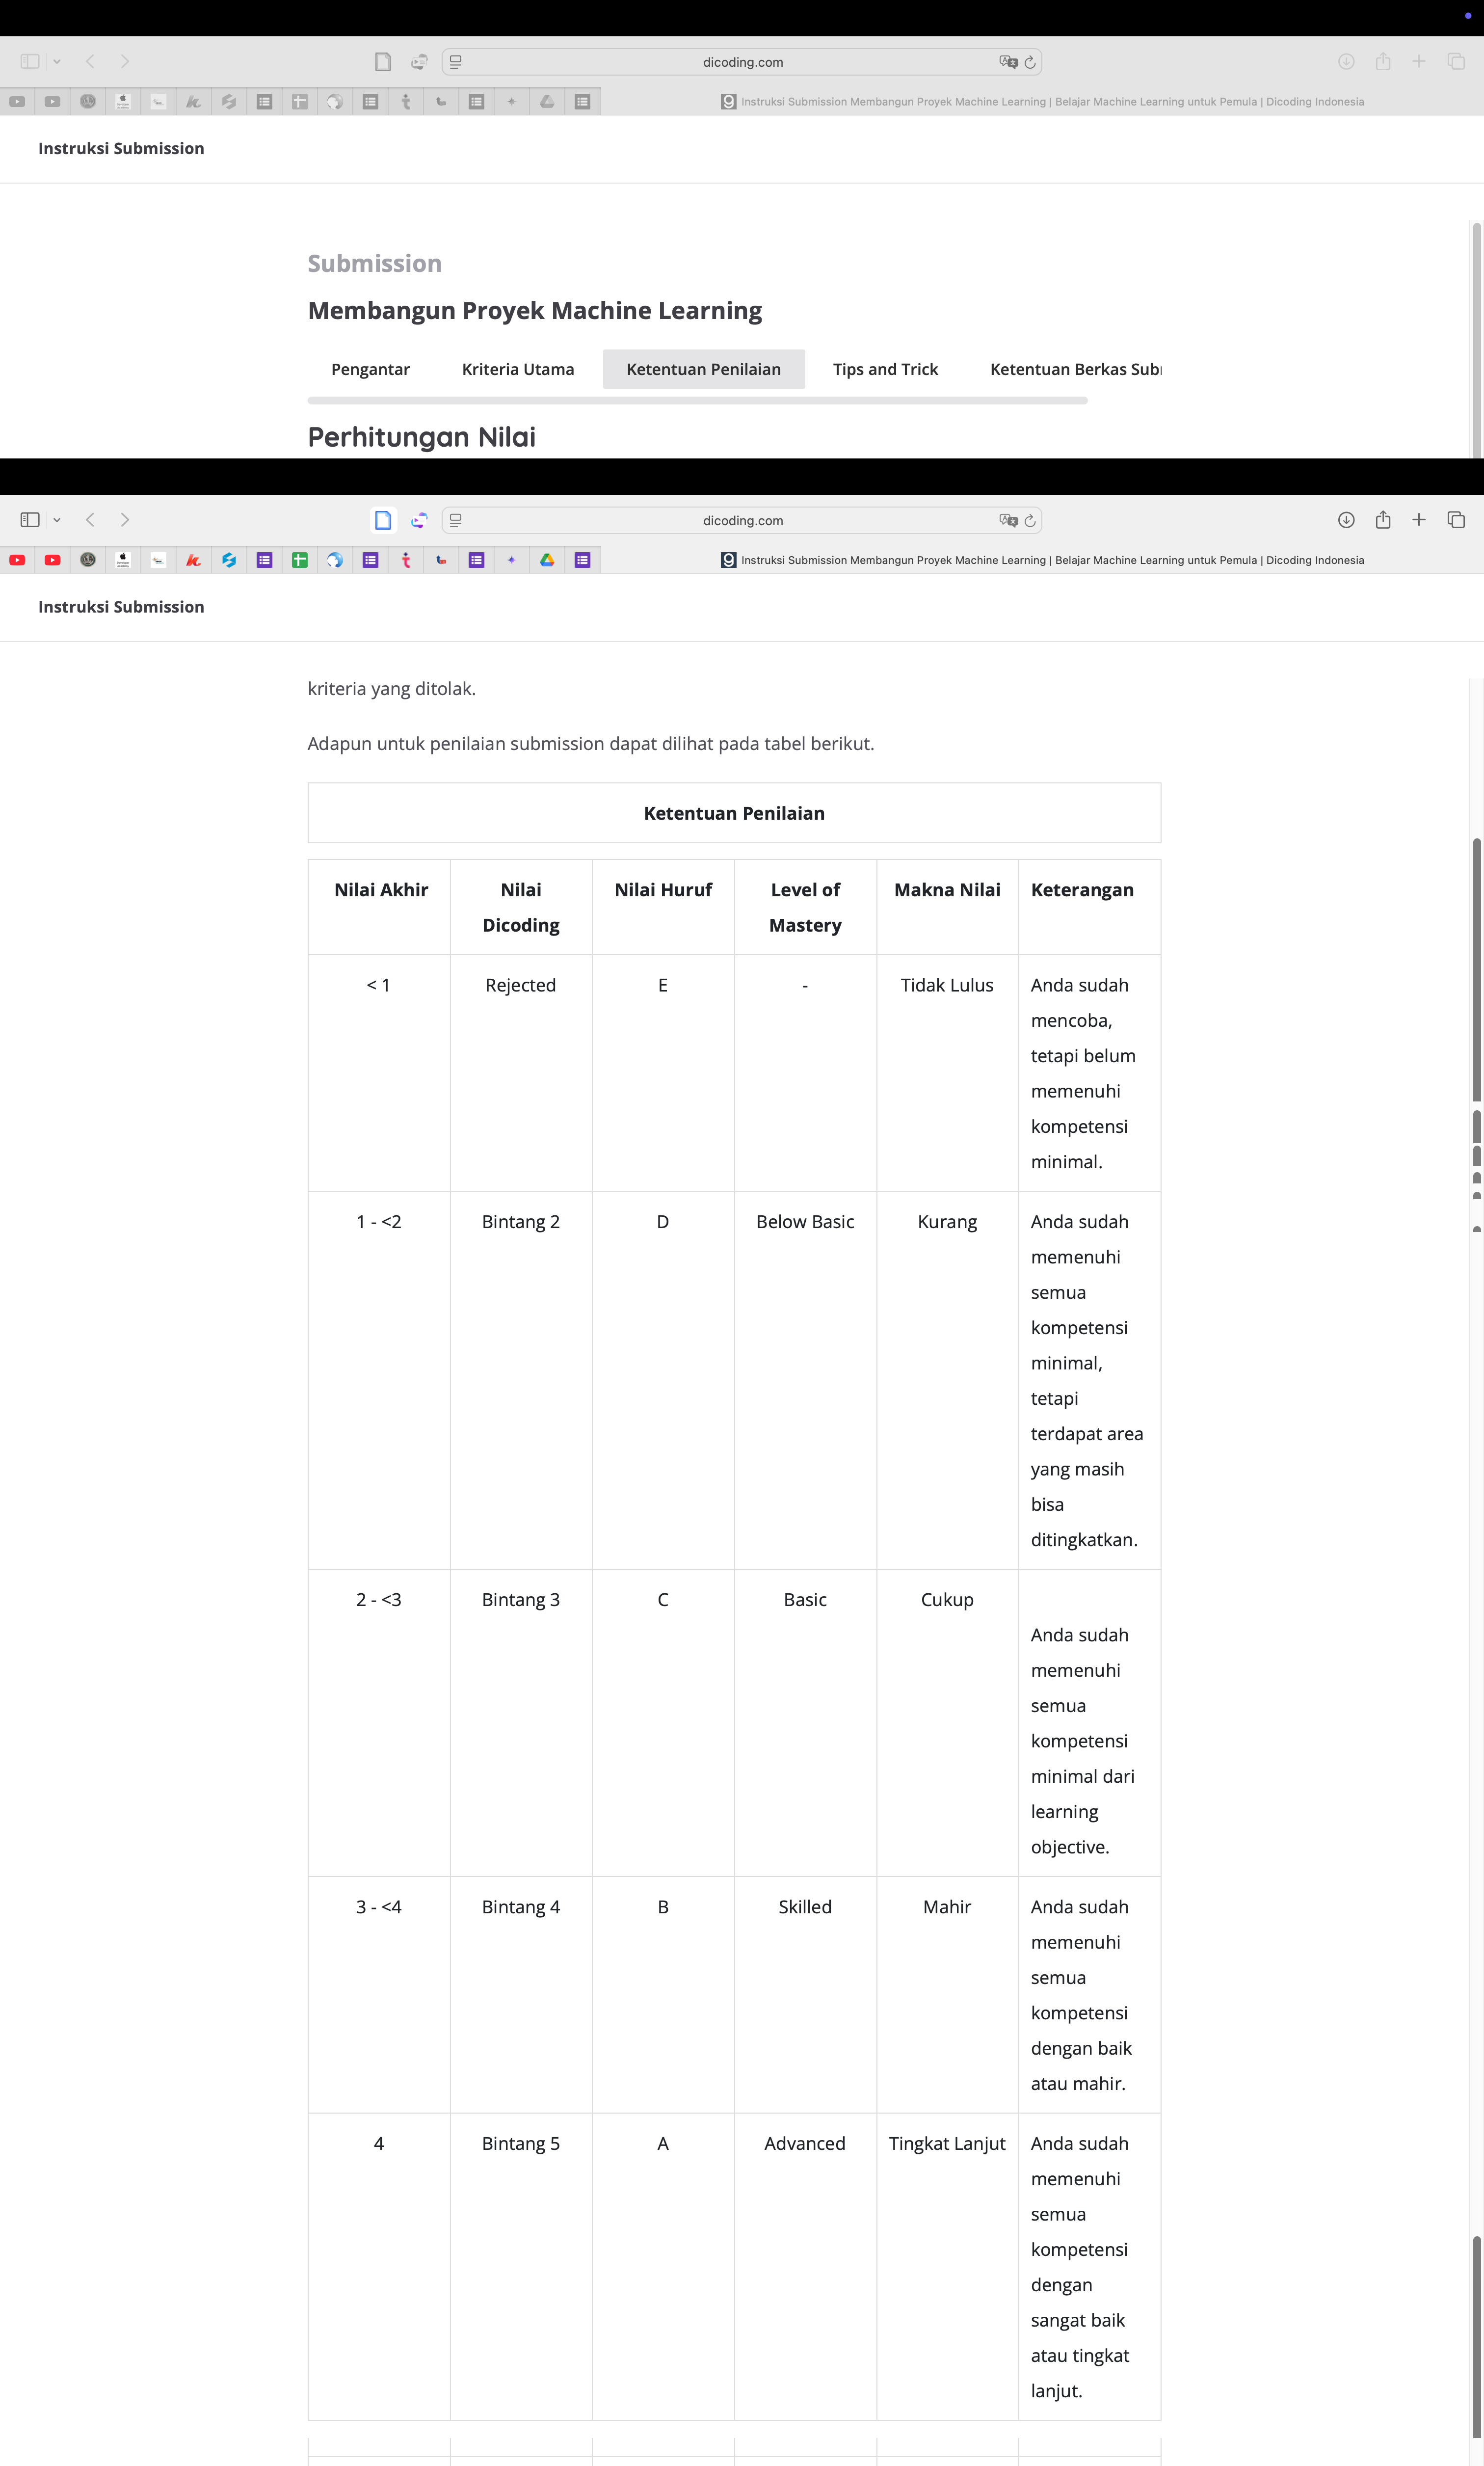 dicoding.com
Instruksi Submission Membangun Proyek Machine Learning | Belajar Machine Learning untuk Pemula | Dicoding Indonesia
Instruksi Submission
Submission
Membangun Proyek Machine Learning
Pengantar Kriteria Utama Ketentuan Penilaian Tips and Trick Ketentuan Berkas Sub
Perhitungan Nilai
dicoding.com
Instruksi Submission Membangun Proyek Machine Learning | Belajar Machine Learning untuk Pemula | Dicoding Indonesia
Instruksi Submission
kriteria yang ditolak.
Adapun untuk penilaian submission dapat dilihat pada tabel berikut.
Ketentuan Penilaian
Nilai Akhir
Nilai
Dicoding
Nilai Huruf
Level of
Mastery
Makna Nilai
Keterangan
< 1
Rejected
E
-
Tidak Lulus
Anda sudah
mencoba,
tetapi belum
memenuhi
kompetensi
minimal.
1 - <2
Bintang 2
D
Below Basic
Kurang
Anda sudah
memenuhi
semua
kompetensi
minimal,
tetapi
terdapat area
yang masih
bisa
ditingkatkan.
2 - <3
Bintang 3
C
Basic
Cukup
Anda sudah
memenuhi
semua
kompetensi
minimal dari
learning
objective.
3 - <4
Bintang 4
B
Skilled
Mahir
Anda sudah
memenuhi
semua
kompetensi
dengan baik
atau mahir.
4
Bintang 5
A
Advanced
Tingkat Lanjut
Anda sudah
memenuhi
semua
kompetensi
dengan
sangat baik
atau tingkat
lanjut.